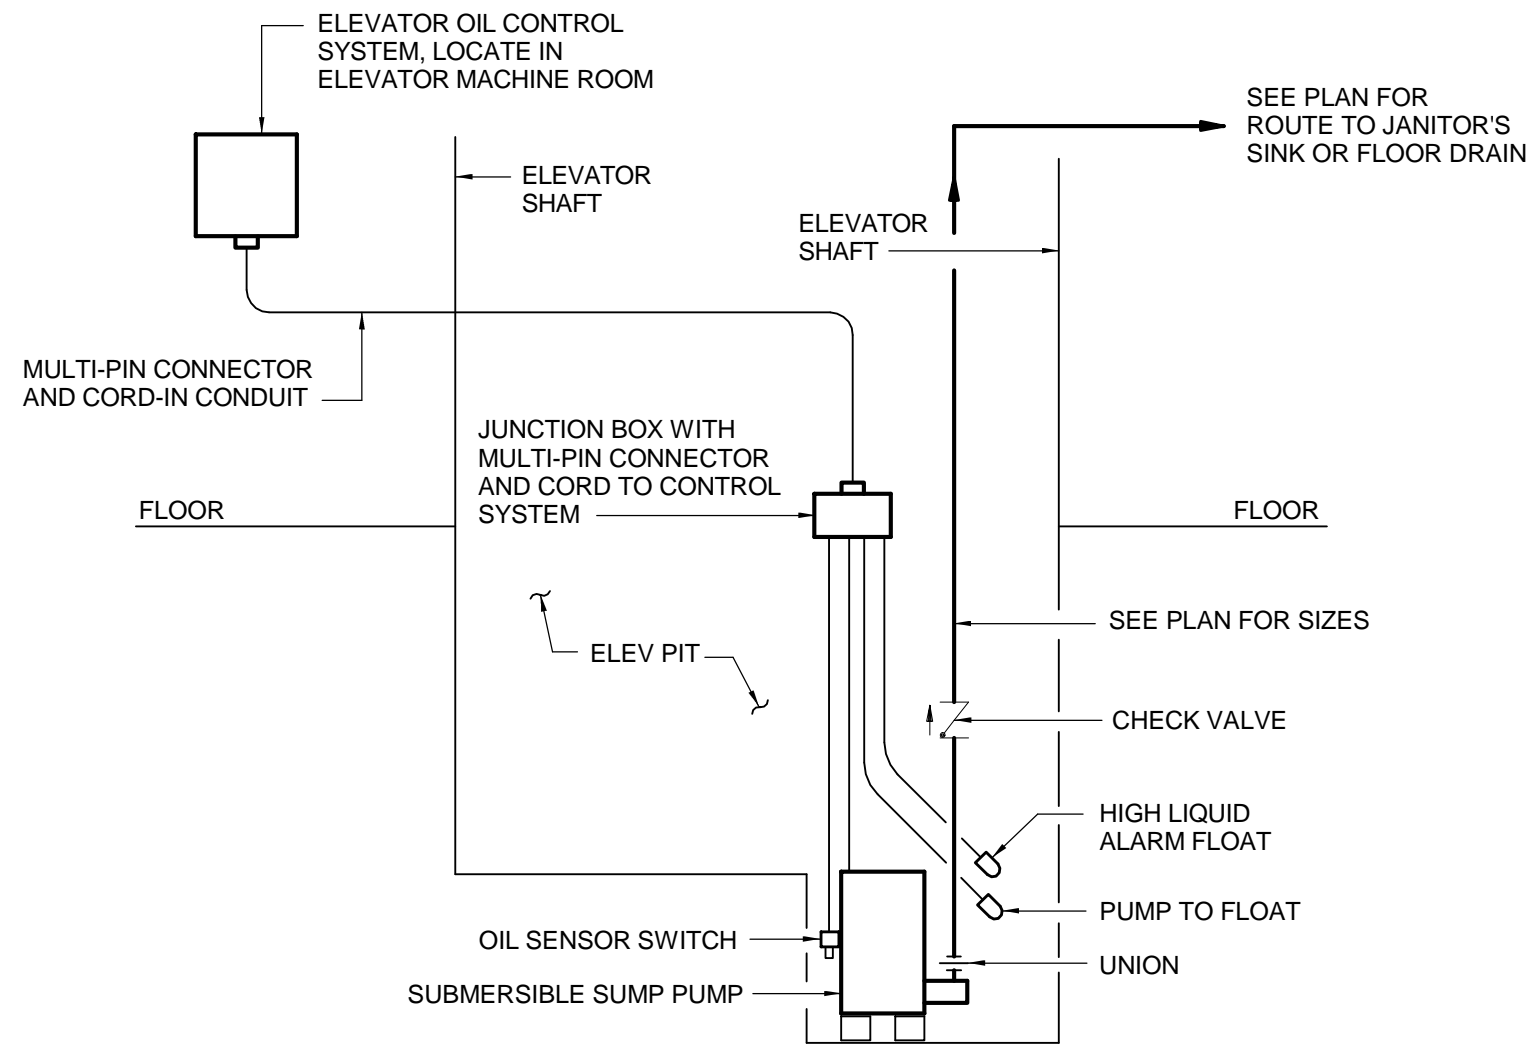 ELEVATOR OIL CONTROL
SYSTEM, LOCATE IN
ELEVATOR MACHINE ROOM
SEE PLAN FOR
ROUTE TO JANITOR'S
SINK OR FLOOR DRAIN
ELEVATOR
SHAFT
ELEVATOR
SHAFT
MULTI-PIN CONNECTOR
AND CORD-IN CONDUIT
JUNCTION BOX WITH
MULTI-PIN CONNECTOR
AND CORD TO CONTROL
SYSTEM
FLOOR
FLOOR
SEE PLAN FOR SIZES
ELEV PIT
CHECK VALVE
HIGH LIQUID
ALARM FLOAT
PUMP TO FLOAT
OIL SENSOR SWITCH
UNION
SUBMERSIBLE SUMP PUMP